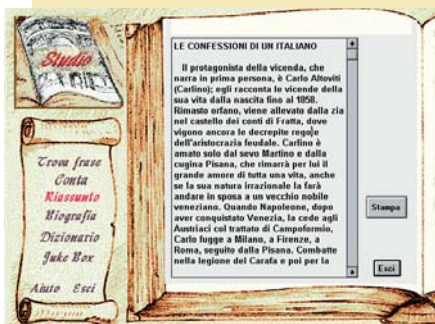 Studio
Trova frase
Conta
Riassunto
Biografia
Dizionario
Juke Box
Aiuto Esci
LE CONFESSIONI DI UN ITALIANO
Il protagonista della vicenda, che
narra in prima persona, è Carlo Altoviti
(Carlino); egli racconta le vicende della
sua vita dalla nascita fino al 1858.
Rimasto orfano, viene allevato dalla zia
nel castello dei conti di Fratta, dove
vigono ancora le decrepite regole
dell'aristocrazia feudale. Carlino è
amato solo dal sevo Martino e dalla
cugina Pisana, che rimarrà per lui il
grande amore di tutta una vita, anche
se la sua natura irrazionale la farà
andare in sposa a un vecchio nobile
veneziano. Quando Napoleone, dopo
aver conquistato Venezia, la cede agli
Austriaci col trattato di Campoformio,
Carlo fugge a Milano, a Firenze, a
Roma, seguito dalla Pisana. Combatte
nella legione del Carafa e poi per la
Stampa
Esci